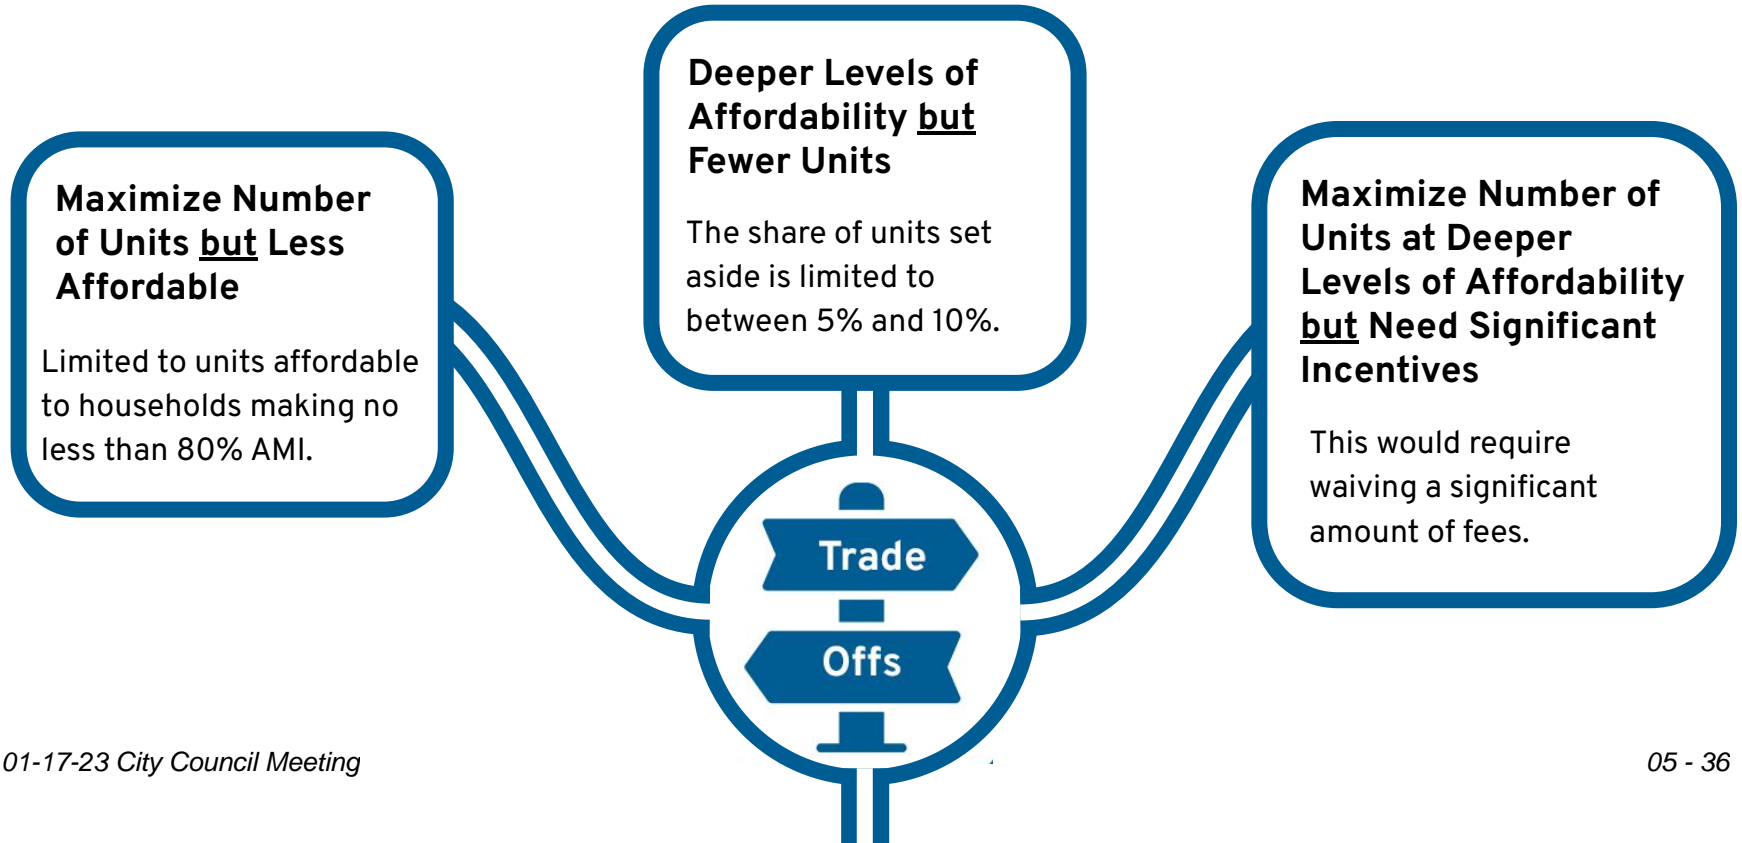 Maximize Number
of Units but Less
Affordable
Limited to units affordable
to households making no
less than 80% AMI.
Deeper Levels of
Affordability but
Fewer Units
The share of units set
aside is limited to
between 5% and 10%.
Maximize Number of
Units at Deeper
Levels of Affordability
but Need Significant
Incentives
This would require
waiving a significant
amount of fees.
Trade
Offs
01-17-23 City Council Meeting
05 - 36